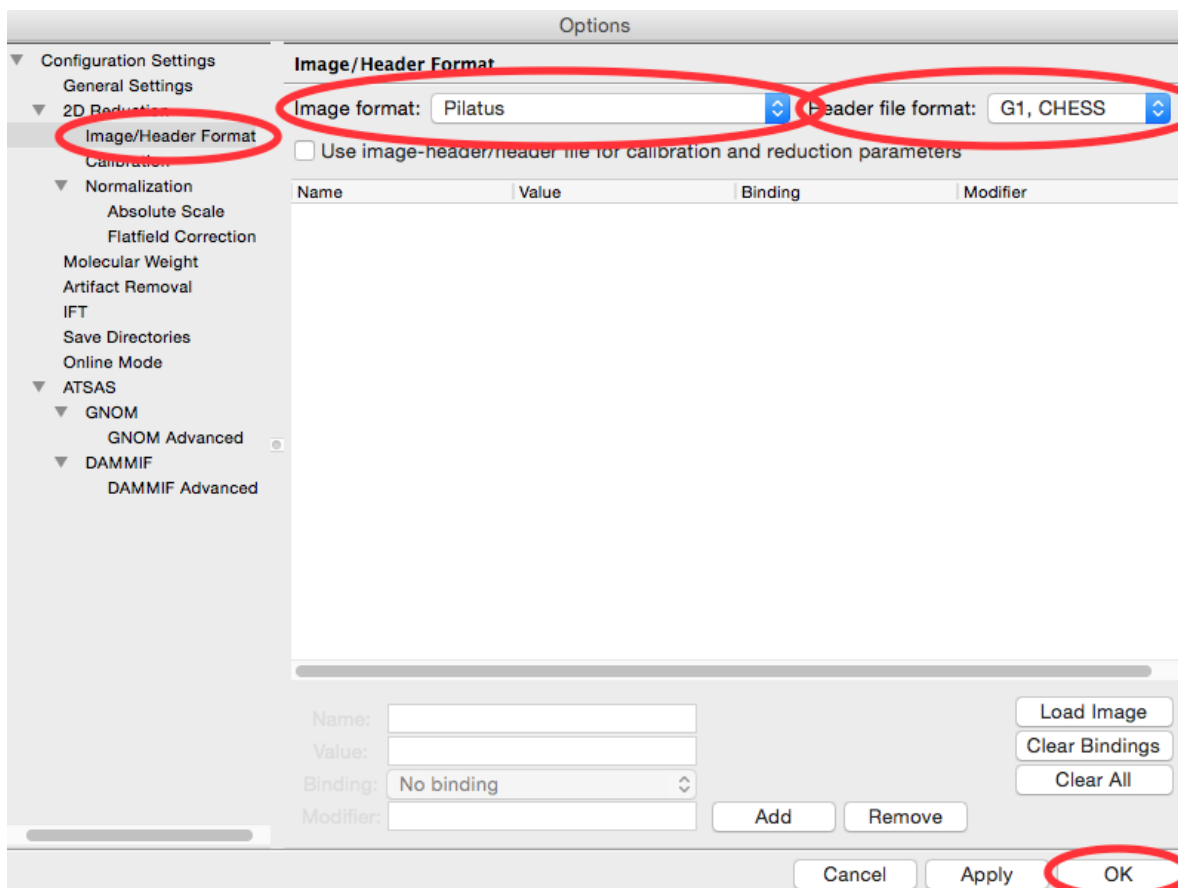 Options
Configuration Settings
General Settings
2D Reduction
Image/Header Format
Calibration
Normalization
Absolute Scale
Flatfield Correction
Molecular Weight
Artifact Removal
IFT
Save Directories
Online Mode
ATSAS
GNOM
GNOM Advanced
DAMMIF
DAMMIF Advanced
Image/Header Format
Image format: Pilatus Header file format: G1, CHESS
Use image-header/header file for calibration and reduction parameters
Name Value Binding Modifier
Name:
Value:
Binding: No binding
Modifier:
Add Remove
Load Image
Clear Bindings
Clear All
Cancel Apply OK